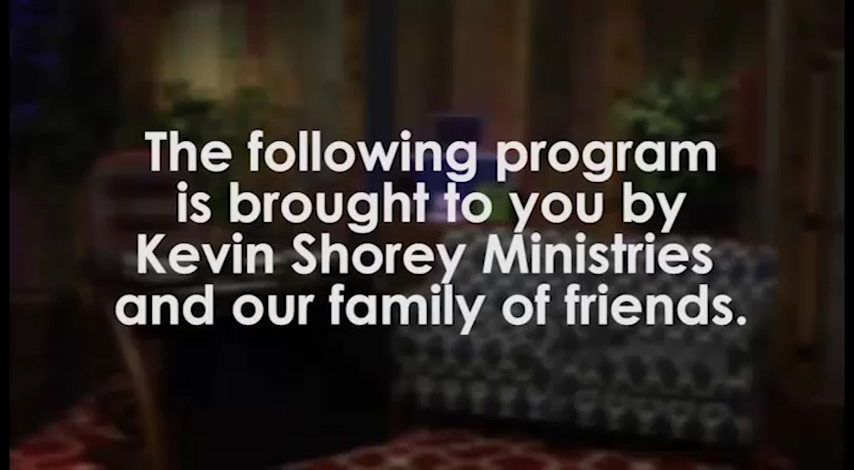 The following program
is brought to you by
Kevin Shorey Ministries
and our family of friends.